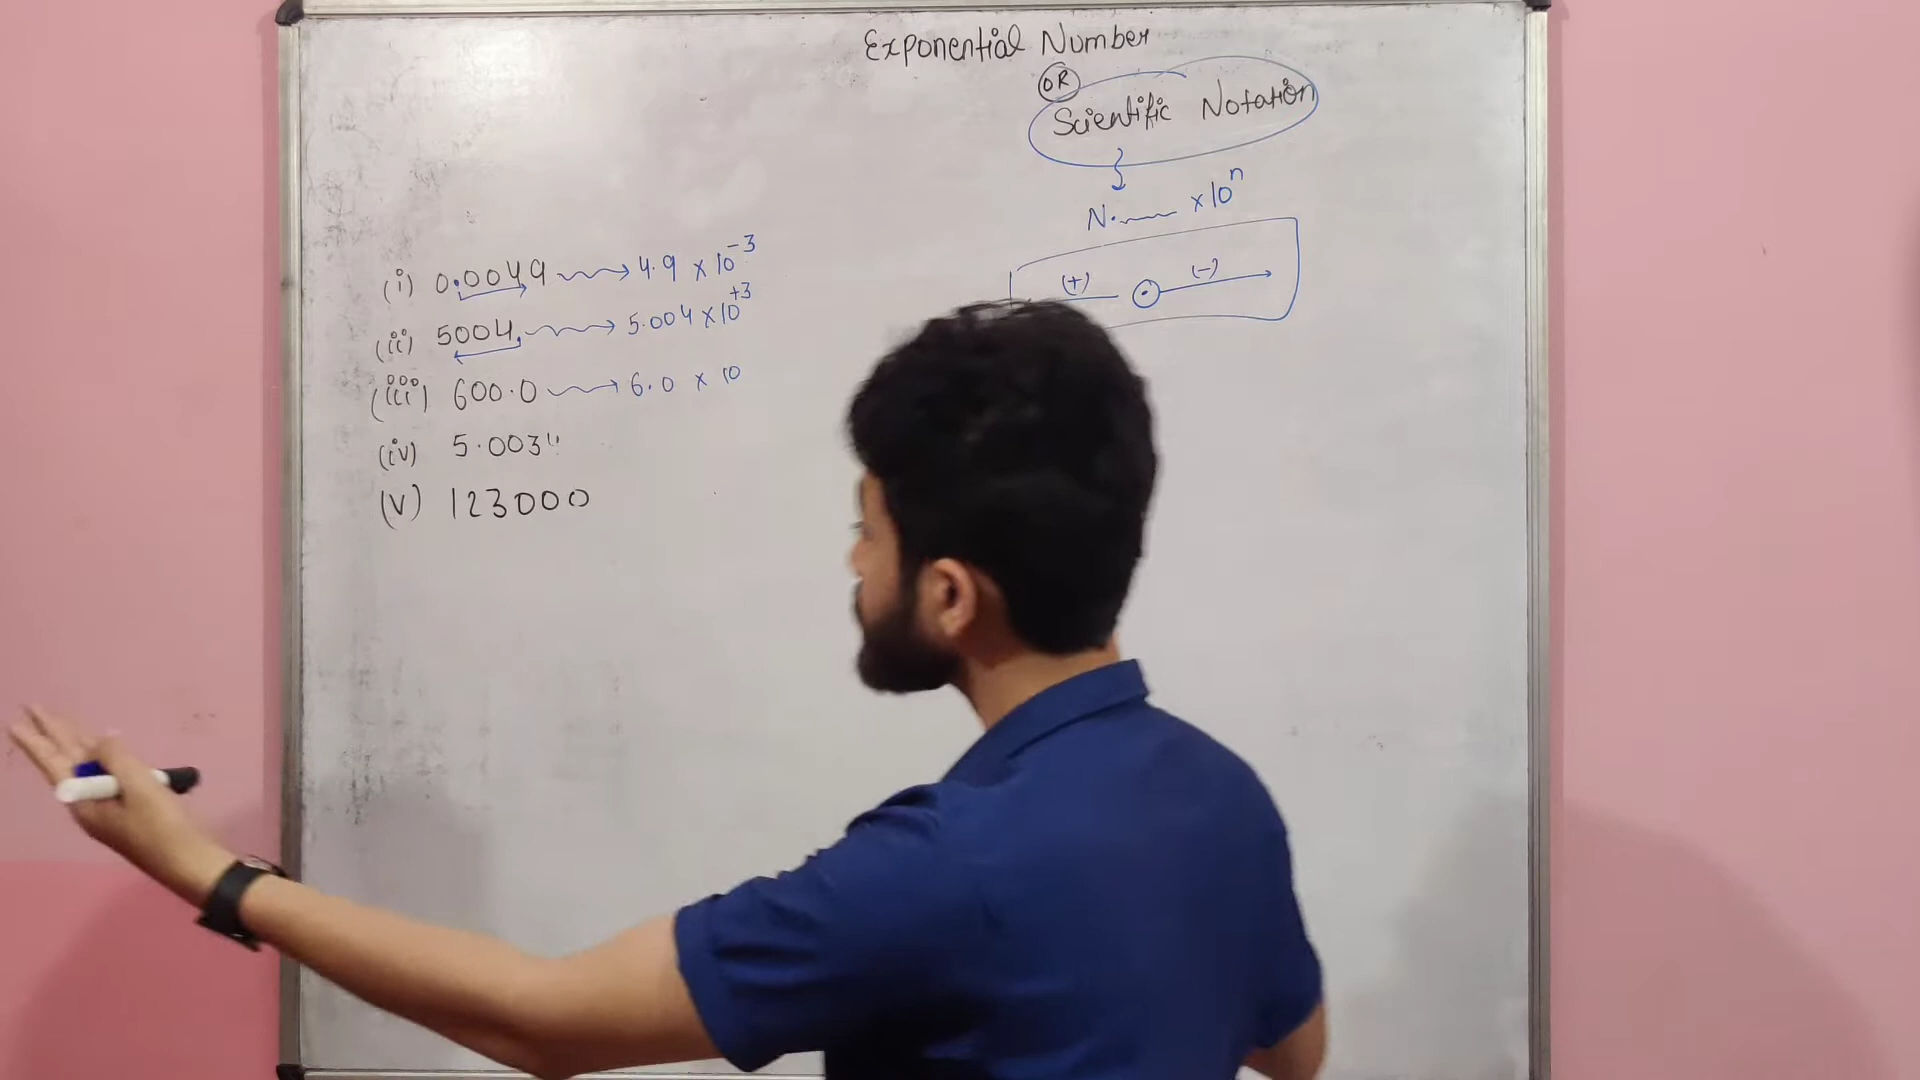 Exponential Number
OR
Scientific Notation
N. × 10ⁿ
(+) (-)
(i) 0.0049 → 4.9 × 10⁻³
(ii) 5004. → 5.004 × 10⁺³
(iii) 600.0 → 6.0 × 10
(iv) 5.003
(v) 123000